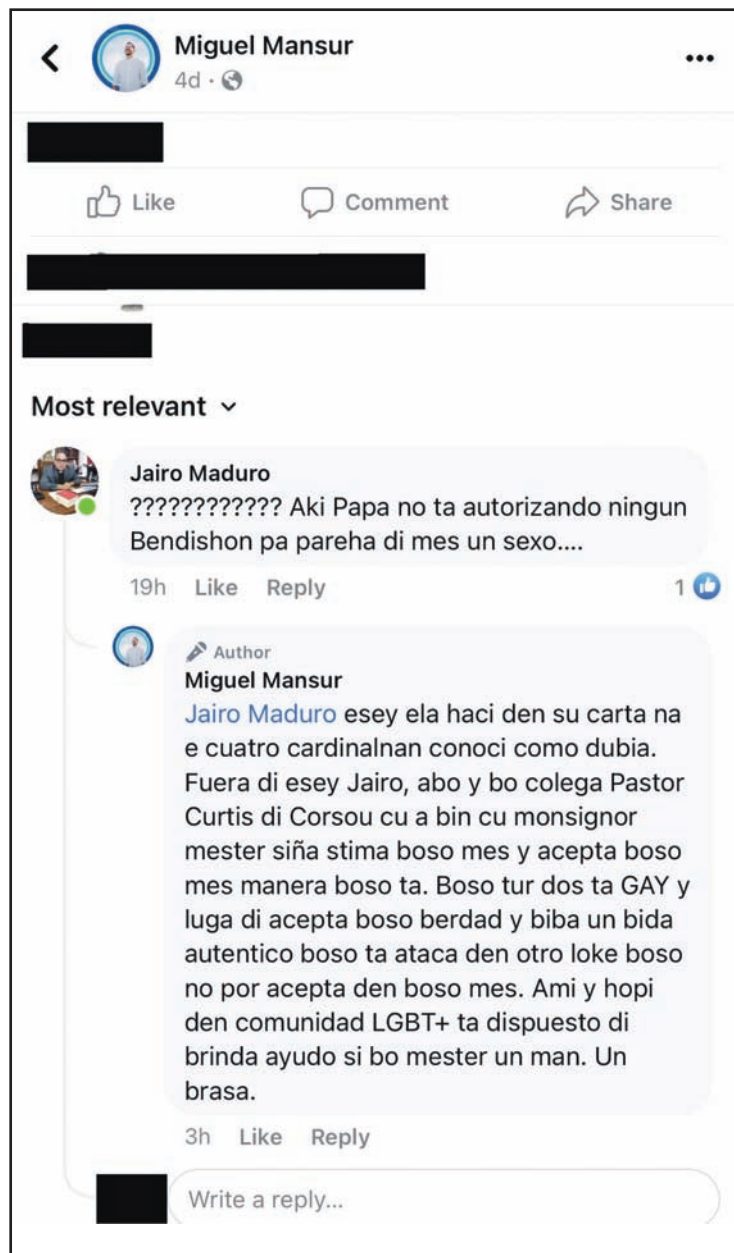 Miguel Mansur
4d ·
Like Comment Share
Most relevant
Jairo Maduro
???????????? Aki Papa no ta autorizando ningun
Bendishon pa pareha di mes un sexo....
19h Like Reply 1
Author
Miguel Mansur
Jairo Maduro esey ela haci den su carta na
e cuatro cardinalnan conoci como dubia.
Fuera di esey Jairo, abo y bo colega Pastor
Curtis di Corsou cu a bin cu monsignor
mester siña stima boso mes y acepta boso
mes manera boso ta. Boso tur dos ta GAY y
luga di acepta boso berdad y biba un bida
autentico boso ta ataca den otro loke boso
no por acepta den boso mes. Ami y hopi
den comunidad LGBT+ ta dispuesto di
brinda ayudo si bo mester un man. Un
brasa.
3h Like Reply
Write a reply...